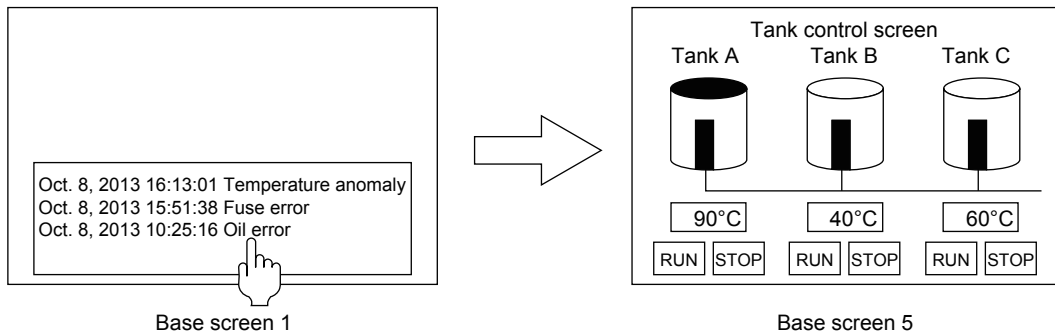 Oct. 8, 2013 16:13:01 Temperature anomaly
Oct. 8, 2013 15:51:38 Fuse error
Oct. 8, 2013 10:25:16 Oil error
Base screen 1
Tank control screen
Tank A Tank B Tank C
90°C 40°C 60°C
RUN STOP RUN STOP RUN STOP
Base screen 5